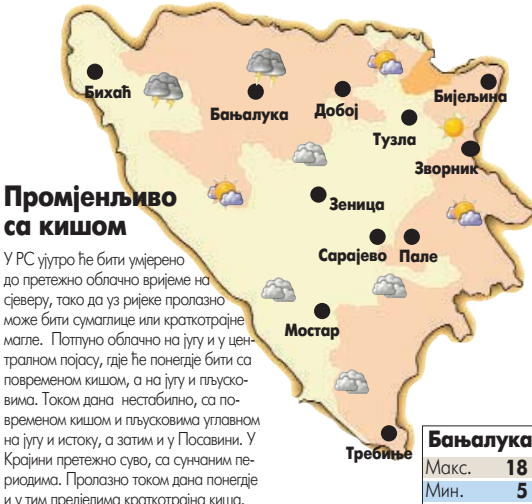 Бихаћ
Бањалука
Добој
Бијељина
Тузла
Зворник
Зеница
Сарајево Пале
Мостар
Требиње
Промјенљиво
са кишом
У РС ујутро ће бити умјерено
до претежно облачно вријеме на
сјеверу, тако да уз ријеке пролазно
може бити сумаглице или краткотрајне
магле. Потпуно облачно на југу и у цен-
тралном појасу, гдје ће понегдје бити са
повременом кишом, а на југу и пљуско-
вима. Током дана нестабилно, са по-
временом кишом и пљусковима углавном
на југу и истоку, а затим и у Посавини. У
Крајини претежно суво, са сунчаним пе-
риодима. Пролазно током дана понегдје
и у тим предјелима краткотрајна киша.
Бањалука
Макс. 18
Мин. 5